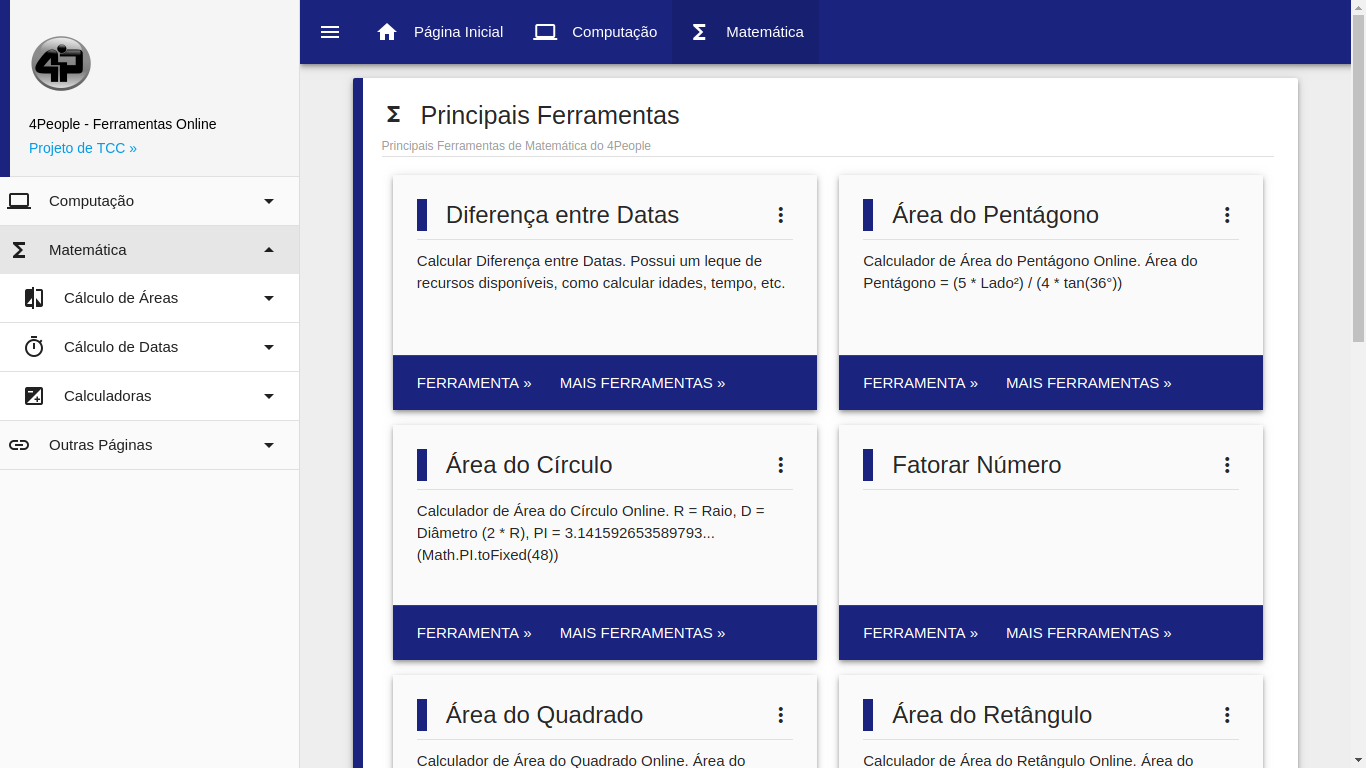 4P
4People - Ferramentas Online
Projeto de TCC »
Computação
Matemática
Cálculo de Áreas
Cálculo de Datas
Calculadoras
Outras Páginas
Página Inicial
Computação
Matemática
Principais Ferramentas
Principais Ferramentas de Matemática do 4People
Diferença entre Datas
Calcular Diferença entre Datas. Possui um leque de
recursos disponíveis, como calcular idades, tempo, etc.
FERRAMENTA »
MAIS FERRAMENTAS »
Área do Pentágono
Calculador de Área do Pentágono Online. Área do
Pentágono = (5 * Lado²) / (4 * tan(36°))
FERRAMENTA »
MAIS FERRAMENTAS »
Área do Círculo
Calculador de Área do Círculo Online. R = Raio, D =
Diâmetro (2 * R), PI = 3.141592653589793...
(Math.PI.toFixed(48))
FERRAMENTA »
MAIS FERRAMENTAS »
Fatorar Número
FERRAMENTA »
MAIS FERRAMENTAS »
Área do Quadrado
Calculador de Área do Quadrado Online. Área do
Área do Retângulo
Calculador de Área do Retângulo Online. Área do